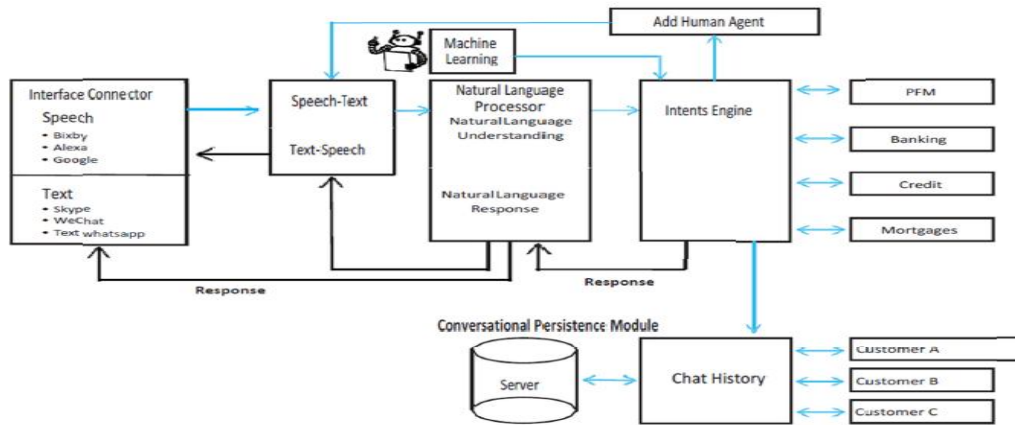 Add Human Agent
Machine
Learning
Interface Connector
Speech
• Bixby
• Alexa
• Google
Text
• Skype
• WeChat
• Text whatsapp
Speech-Text
Text-Speech
Natural Language
Processor
Natural Language
Understanding
Natural Language
Response
Intents Engine
PFM
Banking
Credit
Mortgages
Response
Response
Conversational Persistence Module
Server
Chat History
Customer A
Customer B
Customer C